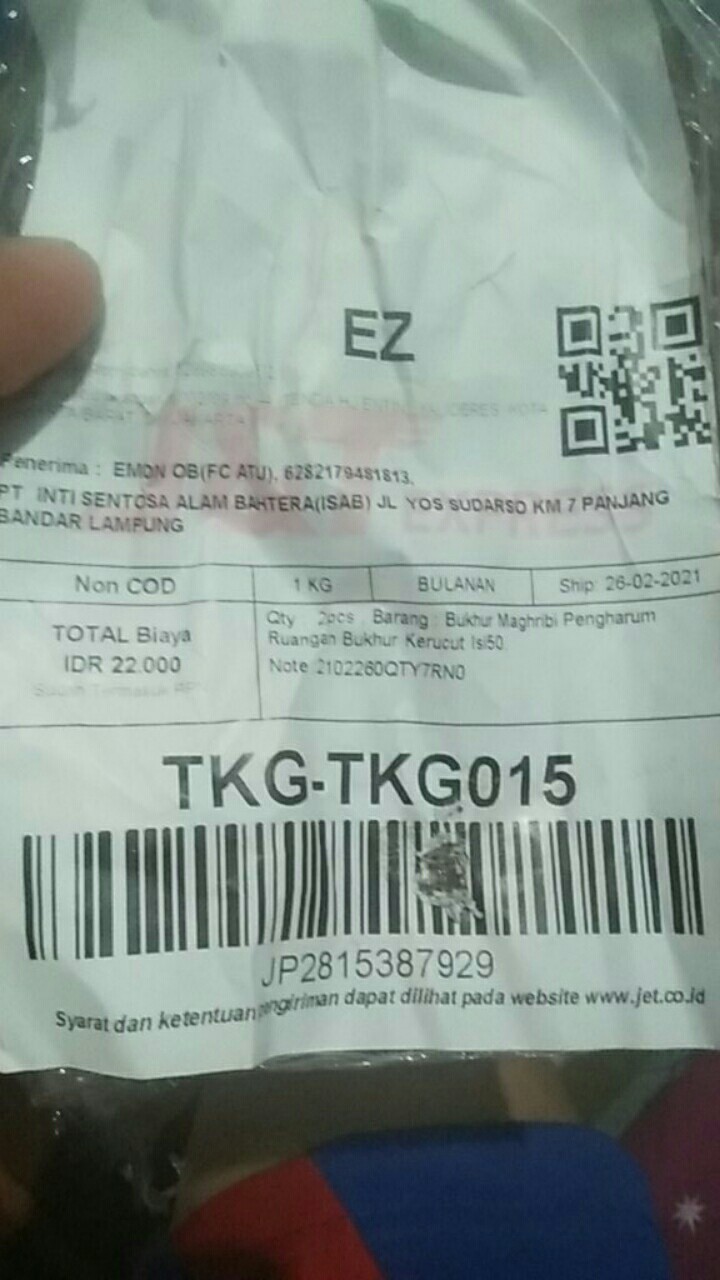 EZ
Penerima : EMON OB(FC ATU), 6282179481813,
PT INTI SENTOSA ALAM BAHTERA(ISAB) JL YOS SUDARSO KM 7 PANJANG
BANDAR LAMPUNG
Non COD 1 KG BULANAN Ship: 26-02-2021
TOTAL Biaya
IDR 22.000
Qty 2pcs Barang : Bukhur Maghribi Pengharum
Ruangan Bukhur Kerucut Isi50
Note 2102260QTY7RN0
TKG-TKG015
JP2815387929
Syarat dan ketentuan pengiriman dapat dilihat pada website www.jet.co.id